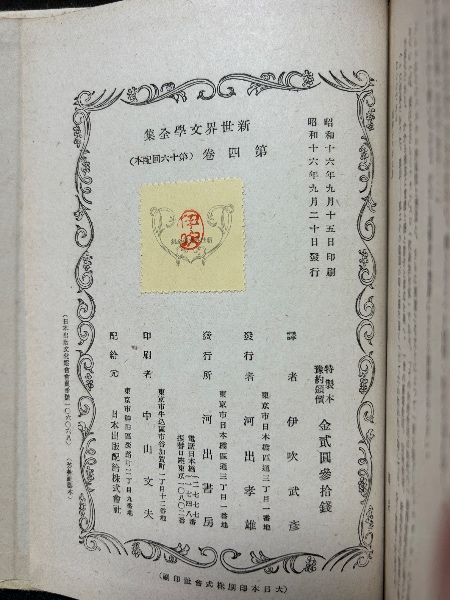 昭和十六年九月十五日印刷
昭和十六年九月二十日發行
新世界文學全集
第四卷(第十六回配本)
特製本
豫約頒價
金貳圓參拾錢
譯者 伊吹武彦
東京市日本橋區通三丁目一番地
發行者 河出孝雄
東京市日本橋區通三丁目一番地
發行所 河出書房
電話日本橋
振替口座東京一〇八〇二番
東京市牛込區市谷加賀町一丁目十二番地
印刷者 中山文夫
東京市神田區淡路町二丁目九番地
配給元 日本出版配給株式會社
(大日本印刷株式會社印刷)